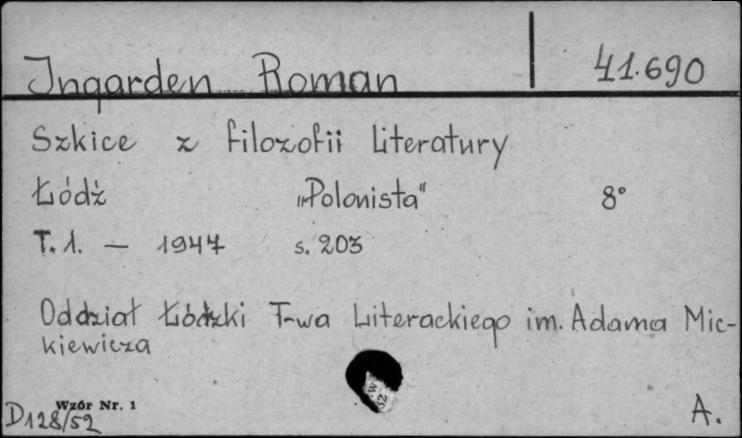 Ingarden Roman 41.690
Szkice z filozofii literatury
Łódź „Polonista" 8°
T. 1. — 1947 s. 203
Oddział Łódzki T-wa Literackiego im. Adama Mic-
kiewicza
Wzór Nr. 1
D128/52 A.